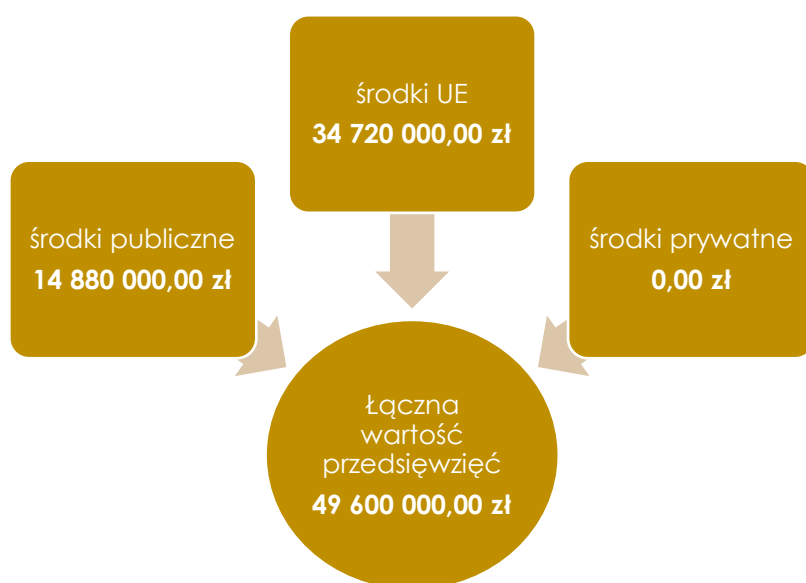 środki UE
34 720 000,00 zł
środki publiczne
14 880 000,00 zł
środki prywatne
0,00 zł
Łączna
wartość
przedsięwzięć
49 600 000,00 zł